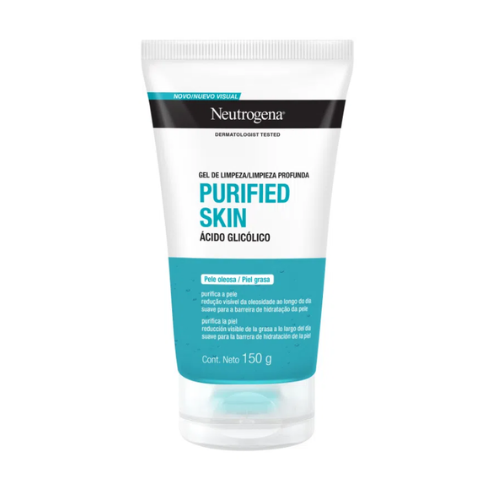 NOVO/NUEVO VISUAL
Neutrogena®
DERMATOLOGIST TESTED
GEL DE LIMPEZA/LIMPIEZA PROFUNDA
PURIFIED
SKIN
ÁCIDO GLICÓLICO
Pele oleosa / Piel grasa
purifica a pele
redução visível da oleosidade ao longo do dia
suave para a barreira de hidratação da pele
purifica la piel
reducción visible de la grasa a lo largo del día
suave para la barrera de hidratación de la piel
Cont. Neto 150 g